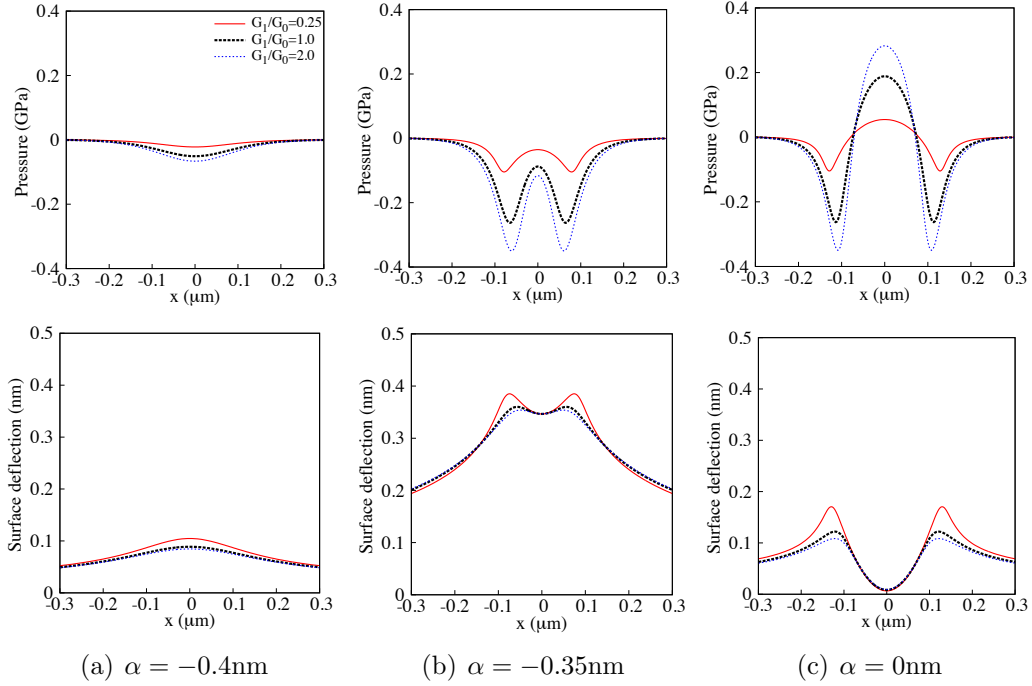 0.4
0.2
0
-0.2
-0.4
Pressure (GPa)
G1/G0=0.25
G1/G0=1.0
G1/G0=2.0
-0.3 -0.2 -0.1 0 0.1 0.2 0.3
x (μm)
0.4
0.2
0
-0.2
-0.4
Pressure (GPa)
-0.3 -0.2 -0.1 0 0.1 0.2 0.3
x (μm)
0.4
0.2
0
-0.2
-0.4
Pressure (GPa)
-0.3 -0.2 -0.1 0 0.1 0.2 0.3
x (μm)
0.5
0.4
0.3
0.2
0.1
0
Surface deflection (nm)
-0.3 -0.2 -0.1 0 0.1 0.2 0.3
x (μm)
0.5
0.4
0.3
0.2
0.1
0
Surface deflection (nm)
-0.3 -0.2 -0.1 0 0.1 0.2 0.3
x (μm)
0.5
0.4
0.3
0.2
0.1
0
Surface deflection (nm)
-0.3 -0.2 -0.1 0 0.1 0.2 0.3
x (μm)
(a) α = −0.4nm
(b) α = −0.35nm
(c) α = 0nm